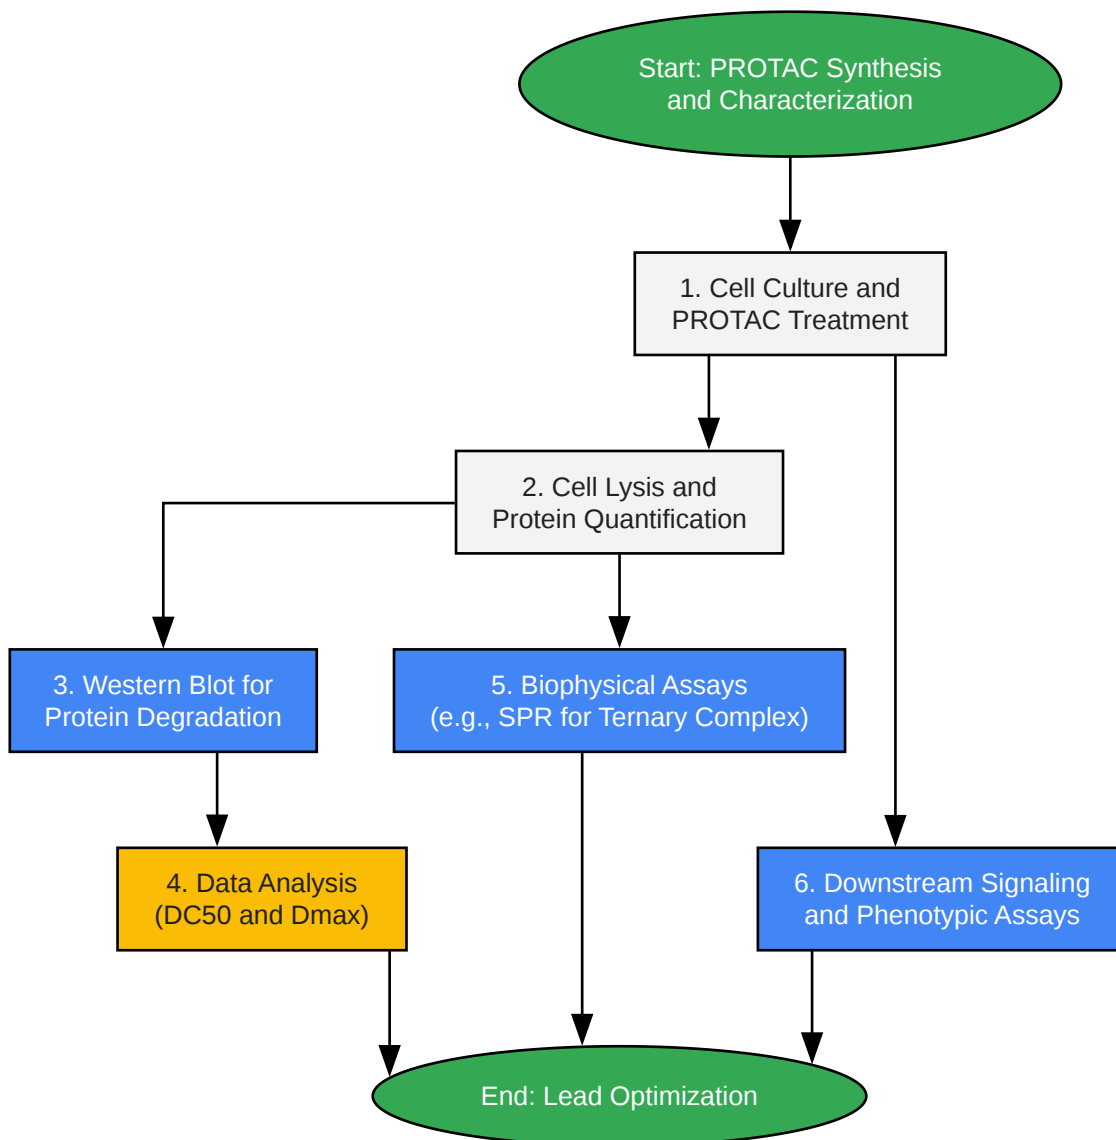 Start: PROTAC Synthesis
and Characterization
1. Cell Culture and
PROTAC Treatment
2. Cell Lysis and
Protein Quantification
3. Western Blot for
Protein Degradation
5. Biophysical Assays
(e.g., SPR for Ternary Complex)
4. Data Analysis
(DC50 and Dmax)
6. Downstream Signaling
and Phenotypic Assays
End: Lead Optimization